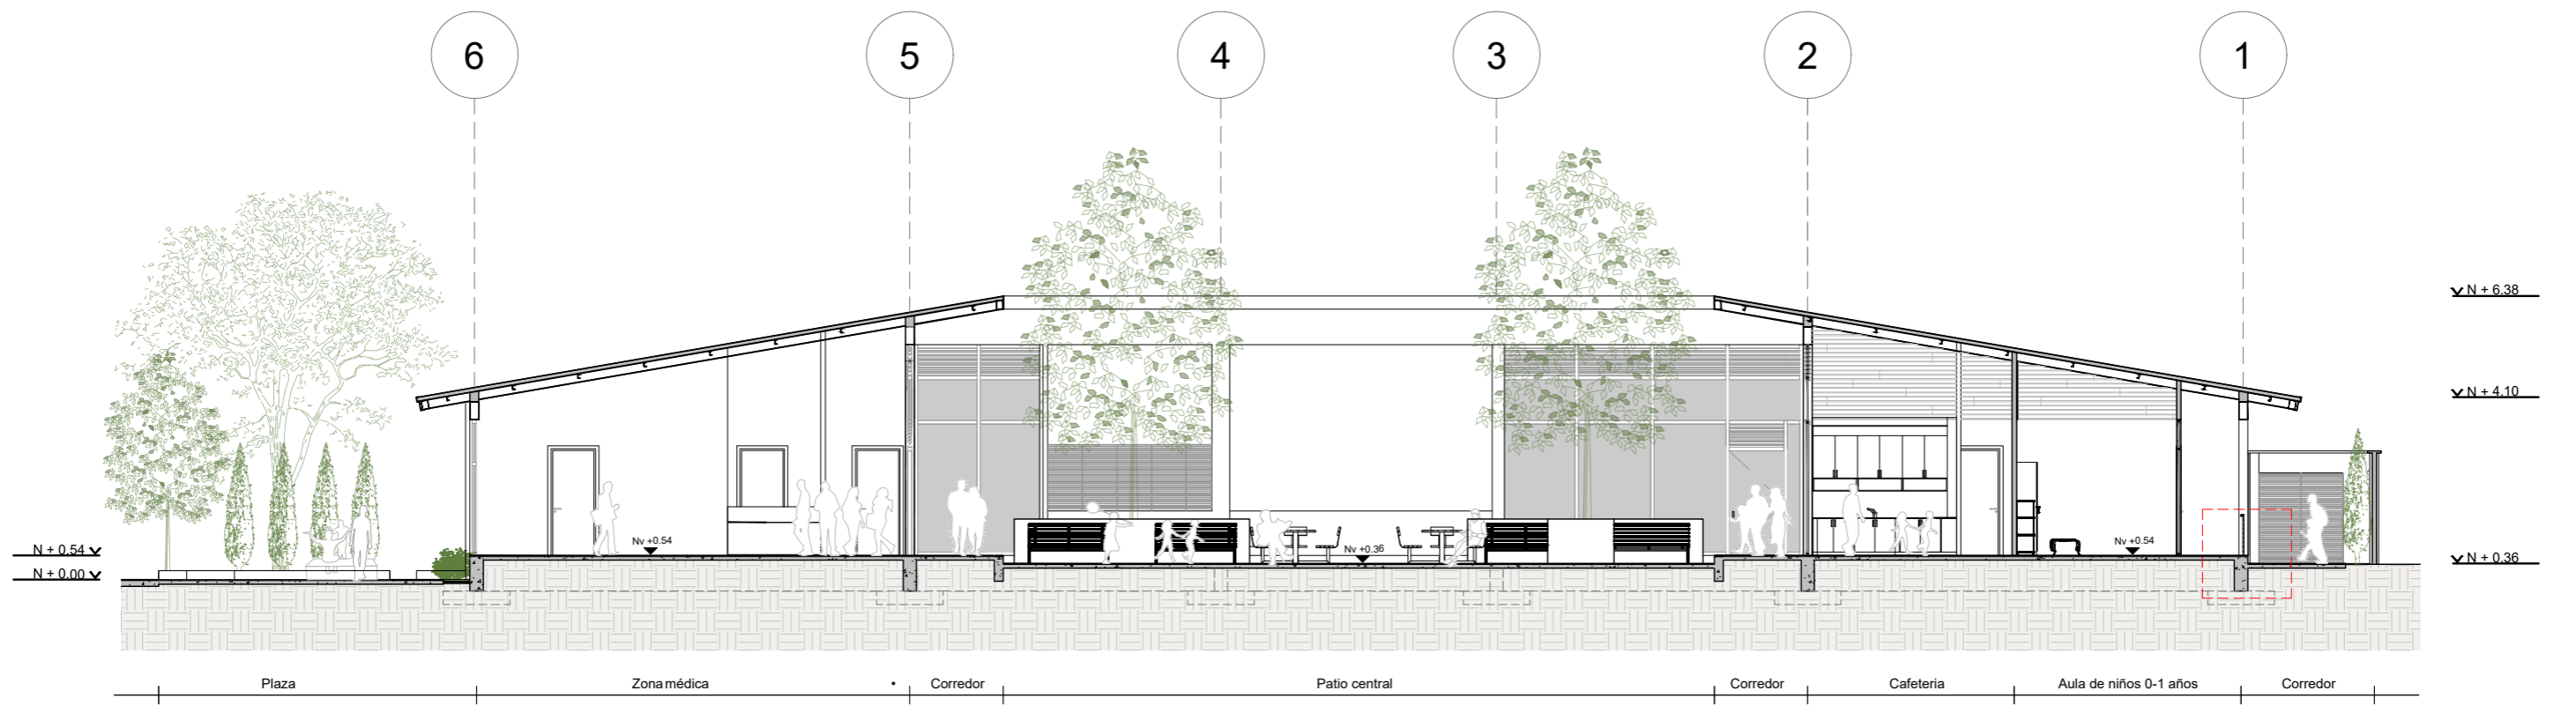 6
5
4
3
2
1
N + 6.38
N + 4.10
N + 0.54
N + 0.00
Nv +0.54
Nv +0.36
Nv +0.54
N + 0.36
Plaza
Zona médica
Corredor
Patio central
Corredor
Cafeteria
Aula de niños 0-1 años
Corredor